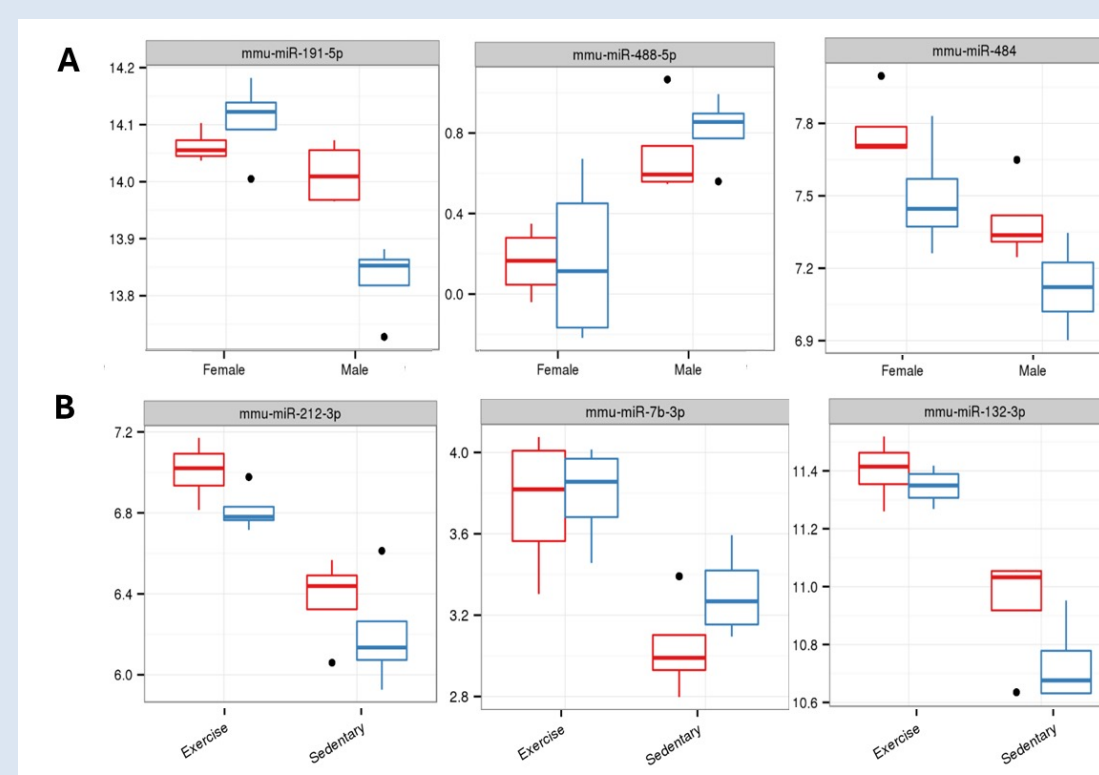 A
mmu-miR-191-5p
14.2
14.1
14.0
13.9
13.8
Female Male
mmu-miR-488-5p
0.8
0.4
0.0
Female Male
mmu-miR-484
7.8
7.5
7.2
6.9
Female Male
B
mmu-miR-212-3p
7.2
6.8
6.4
6.0
Exercise Sedentary
mmu-miR-7b-3p
4.0
3.6
3.2
2.8
Exercise Sedentary
mmu-miR-132-3p
11.4
11.2
11.0
10.8
10.6
Exercise Sedentary